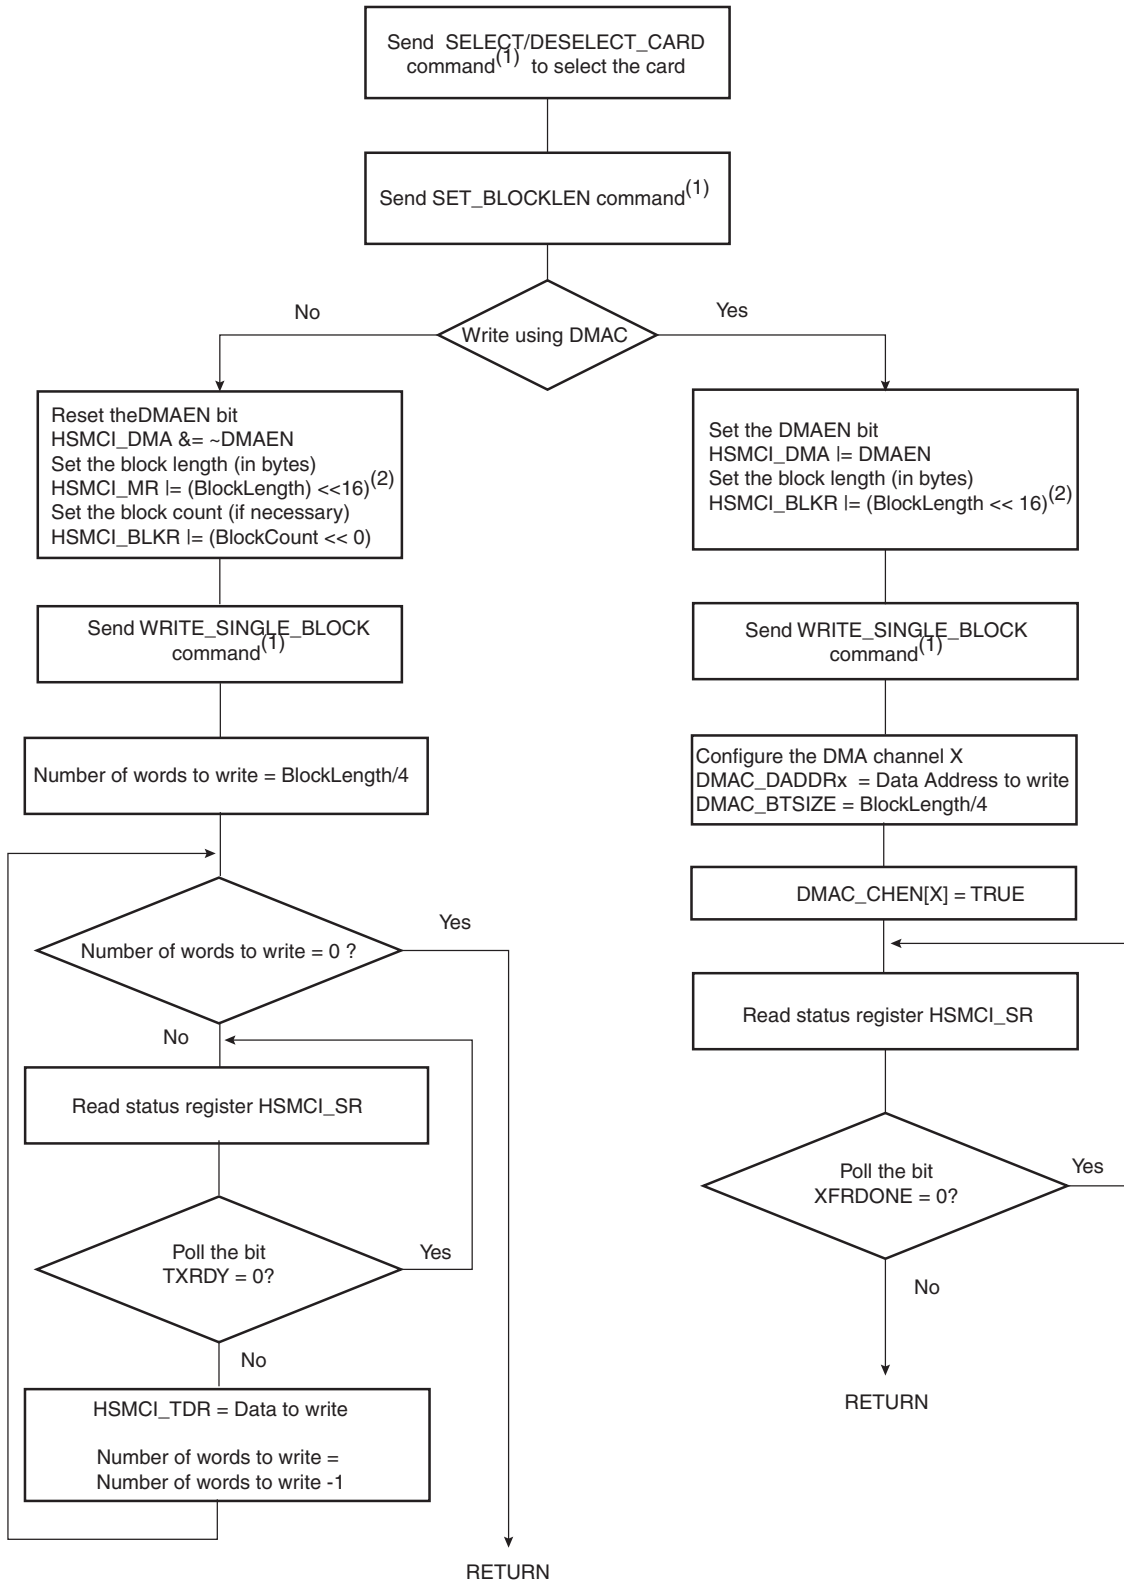 Send SELECT/DESELECT_CARD
command(1) to select the card
Send SET_BLOCKLEN command(1)
No
Yes
Write using DMAC
Reset theDMAEN bit
HSMCI_DMA &= ~DMAEN
Set the block length (in bytes)
HSMCI_MR |= (BlockLength) <<16)(2)
Set the block count (if necessary)
HSMCI_BLKR |= (BlockCount << 0)
Send WRITE_SINGLE_BLOCK
command(1)
Number of words to write = BlockLength/4
Number of words to write = 0 ?
Yes
No
Read status register HSMCI_SR
Poll the bit
TXRDY = 0?
Yes
No
HSMCI_TDR = Data to write
Number of words to write =
Number of words to write -1
RETURN
Set the DMAEN bit
HSMCI_DMA |= DMAEN
Set the block length (in bytes)
HSMCI_BLKR |= (BlockLength << 16)(2)
Send WRITE_SINGLE_BLOCK
command(1)
Configure the DMA channel X
DMAC_DADDRx = Data Address to write
DMAC_BTSIZE = BlockLength/4
DMAC_CHEN[X] = TRUE
Read status register HSMCI_SR
Poll the bit
XFRDONE = 0?
Yes
No
RETURN